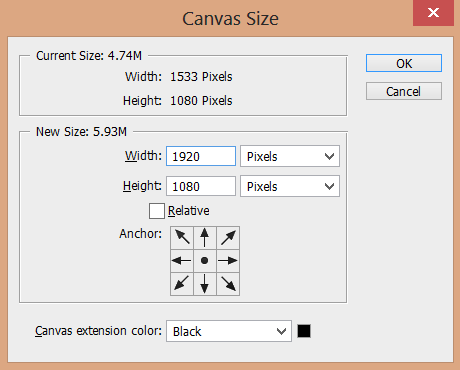 Canvas Size
Current Size: 4.74M
Width: 1533 Pixels
Height: 1080 Pixels
OK
Cancel
New Size: 5.93M
Width: 1920 Pixels
Height: 1080 Pixels
Relative
Anchor:
Canvas extension color: Black